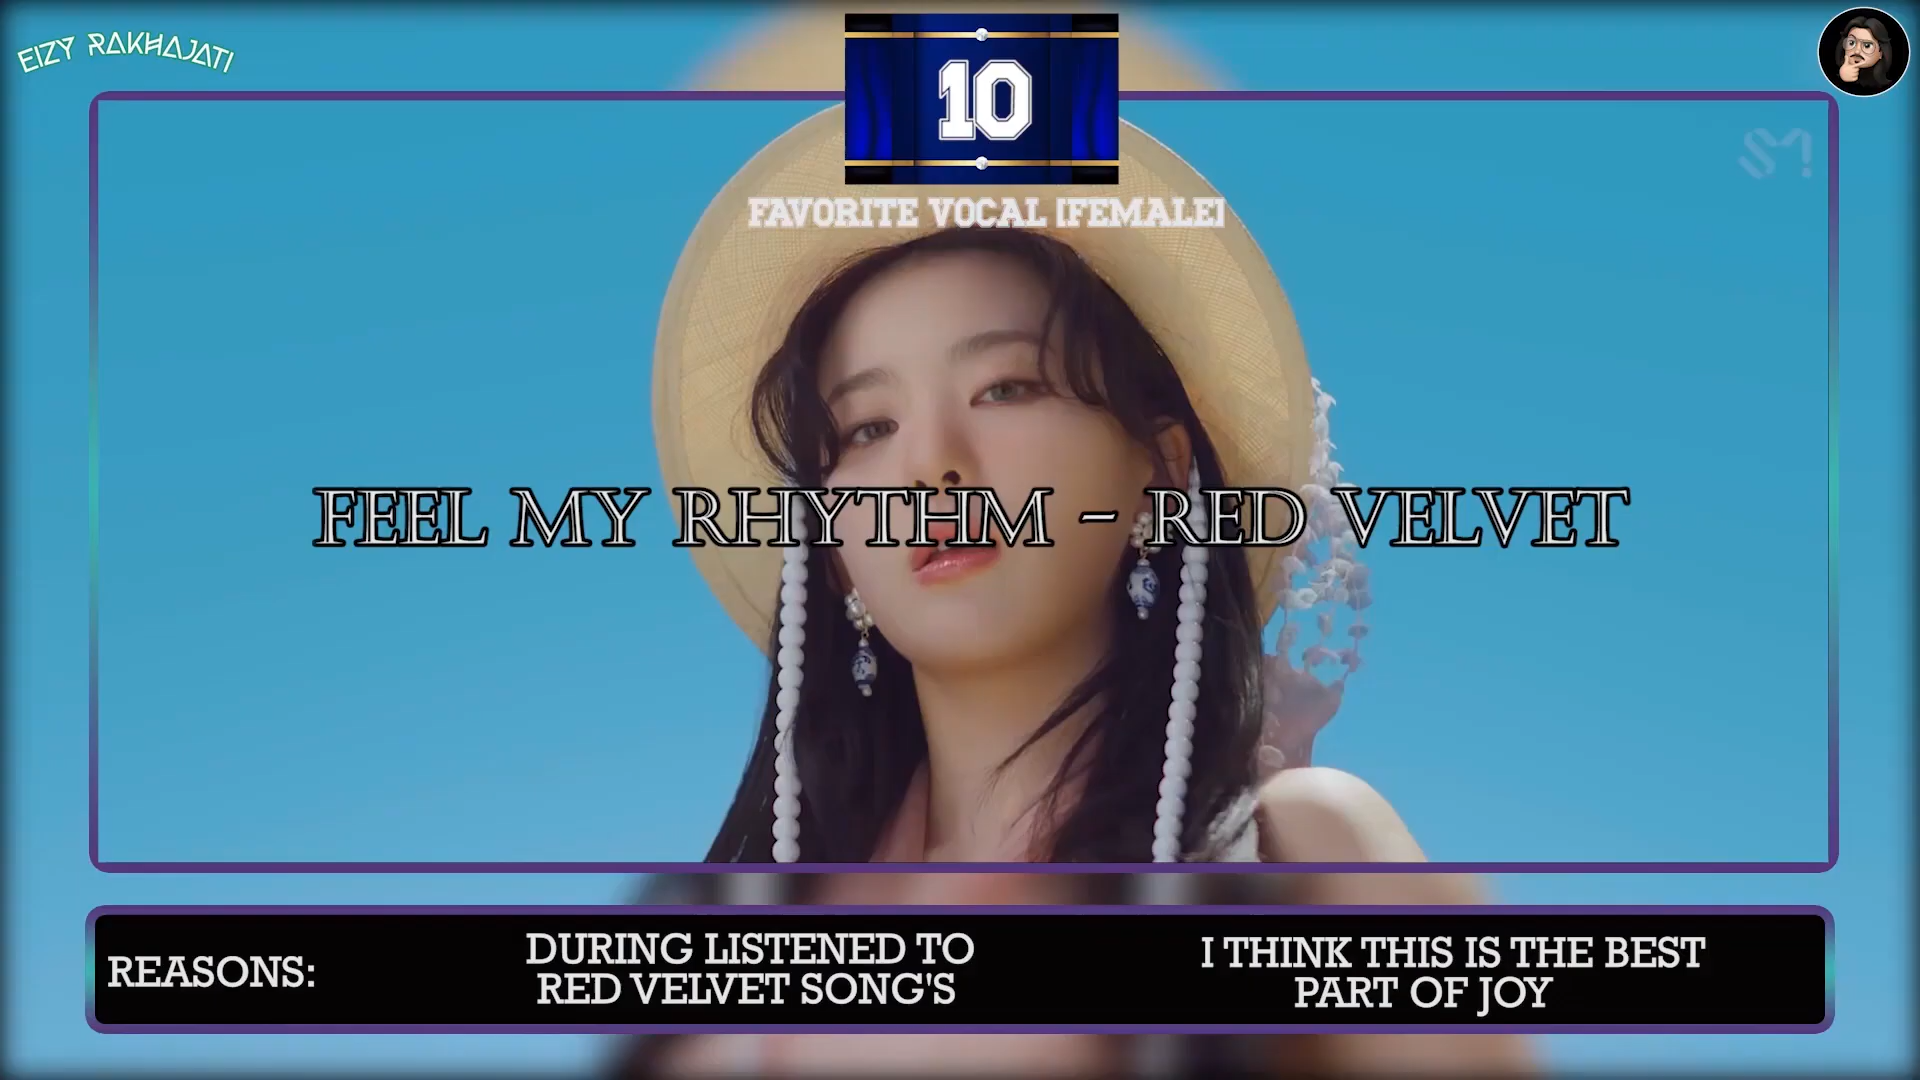 EIZY RAKHAJATI
10
SM!
FAVORITE VOCAL [FEMALE]
FEEL MY RHYTHM - RED VELVET
REASONS:
DURING LISTENED TO
RED VELVET SONG'S
I THINK THIS IS THE BEST
PART OF JOY